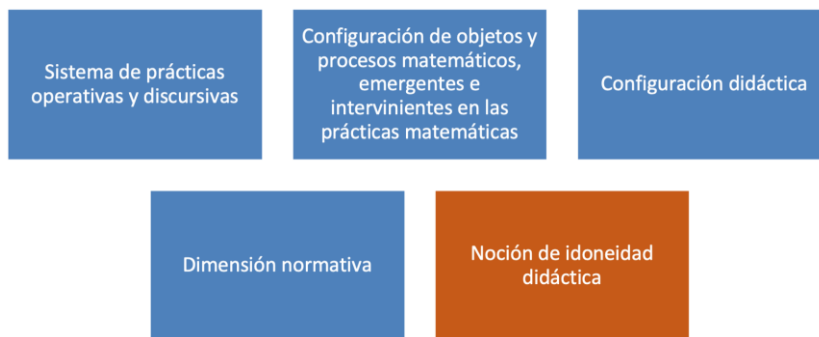 Sistema de prácticas
operativas y discursivas
Configuración de objetos y
procesos matemáticos,
emergentes e
intervinientes en las
prácticas matemáticas
Configuración didáctica
Dimensión normativa
Noción de idoneidad
didáctica